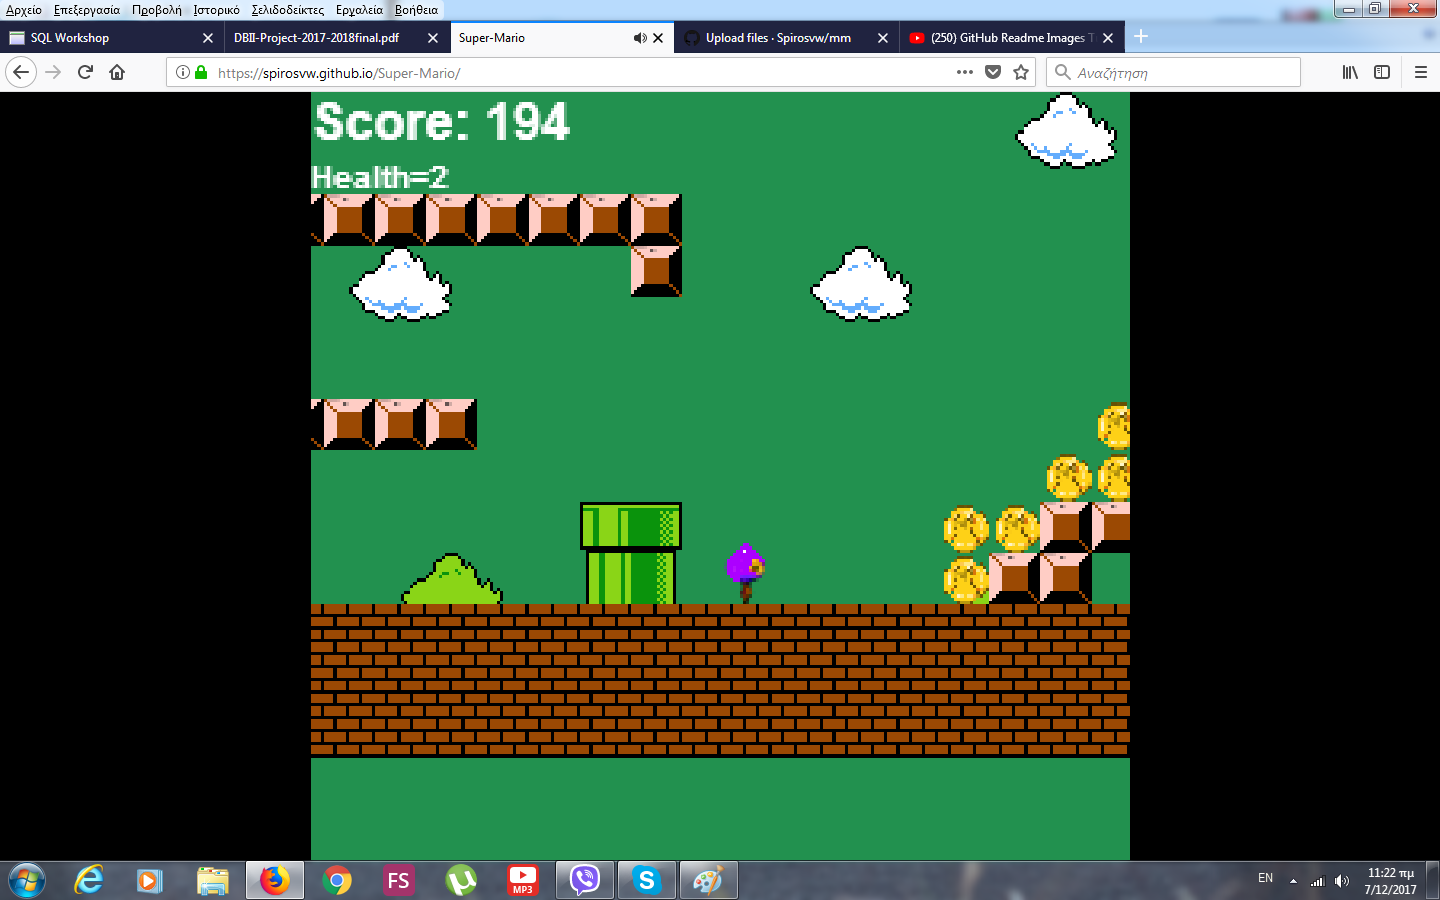 Αρχείο Επεξεργασία Προβολή Ιστορικό Σελιδοδείκτες Εργαλεία Βοήθεια
SQL Workshop
DBII-Project-2017-2018final.pdf
Super-Mario
Upload files · Spirosvw/mm
(250) GitHub Readme Images T
https://spirosvw.github.io/Super-Mario/
Αναζήτηση
Score: 194
Health=2
FS
MP3
EN
11:22 πμ
7/12/2017